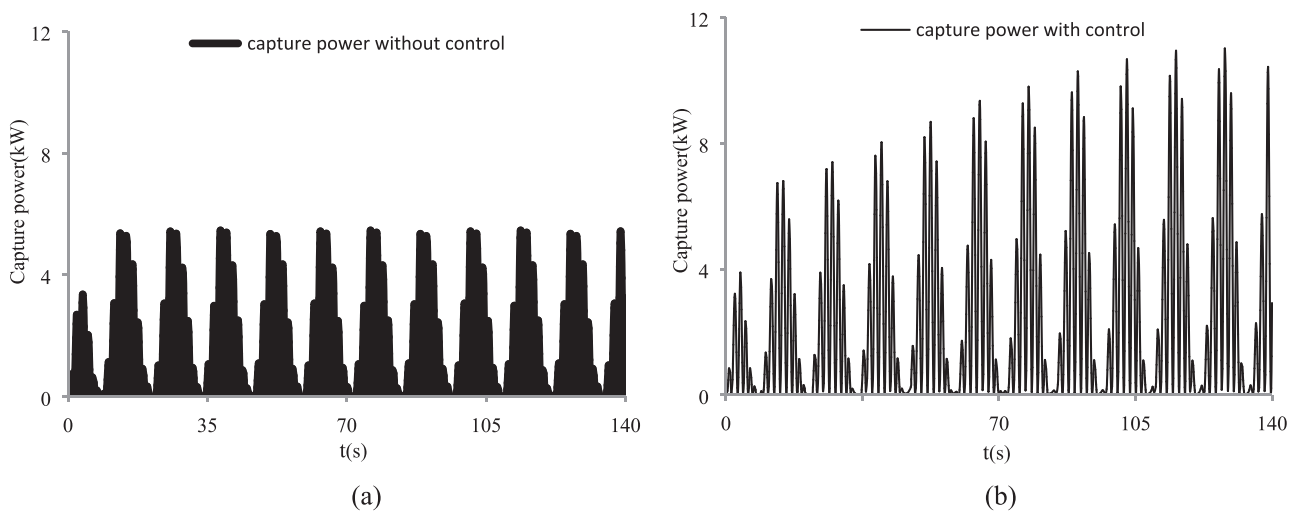 12
capture power without control
8
4
0
Capture power(kW)
0 35 70 105 140
t(s)
(a)
12
capture power with control
8
4
0
Capture power(kW)
0 70 105 140
t(s)
(b)